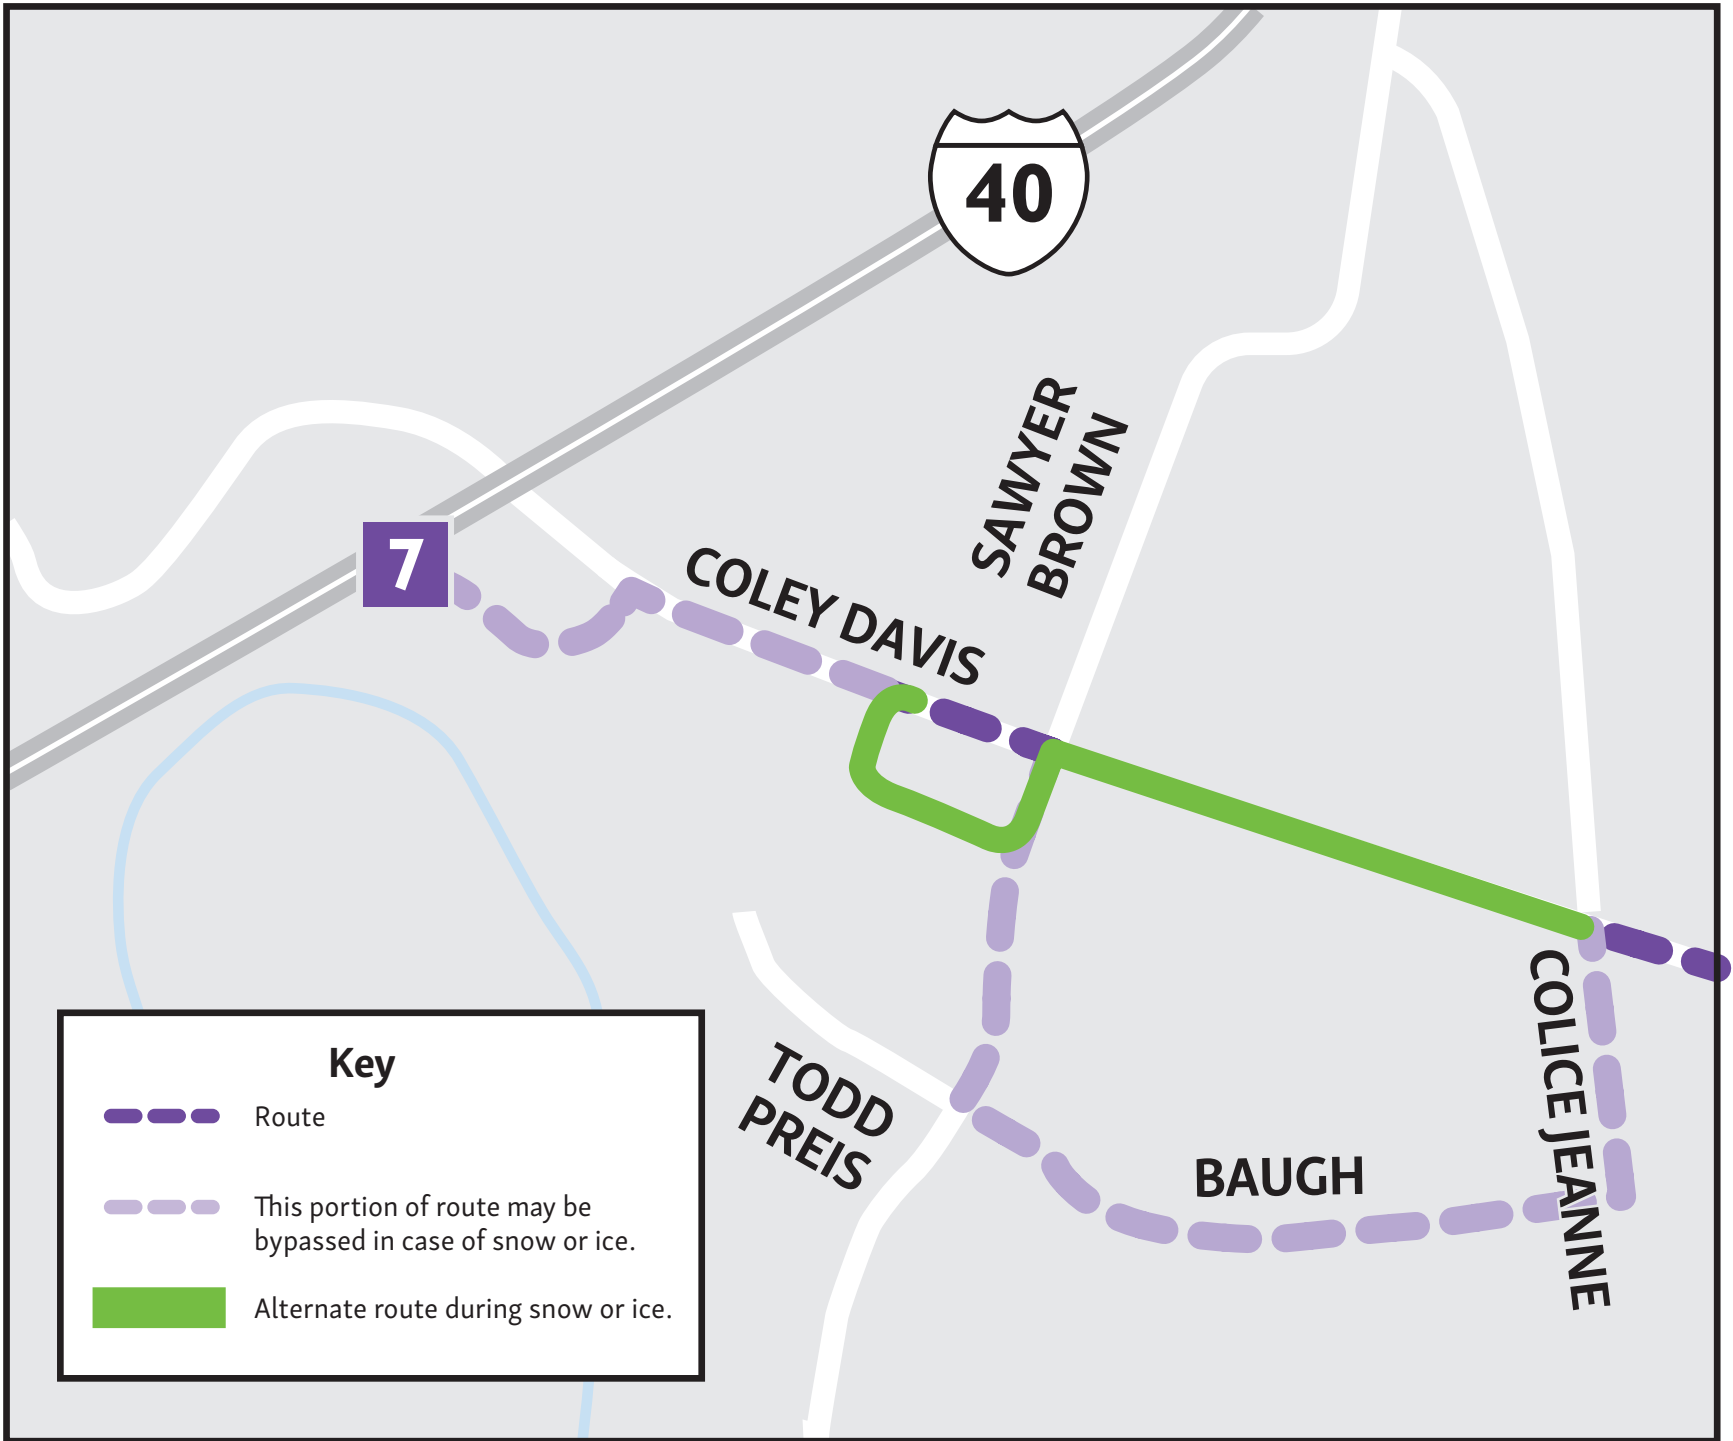 40
SAWYER
BROWN
7
COLEY DAVIS
COLICE JEANNE
TODD
PREIS
BAUGH
Key
Route
This portion of route may be
bypassed in case of snow or ice.
Alternate route during snow or ice.